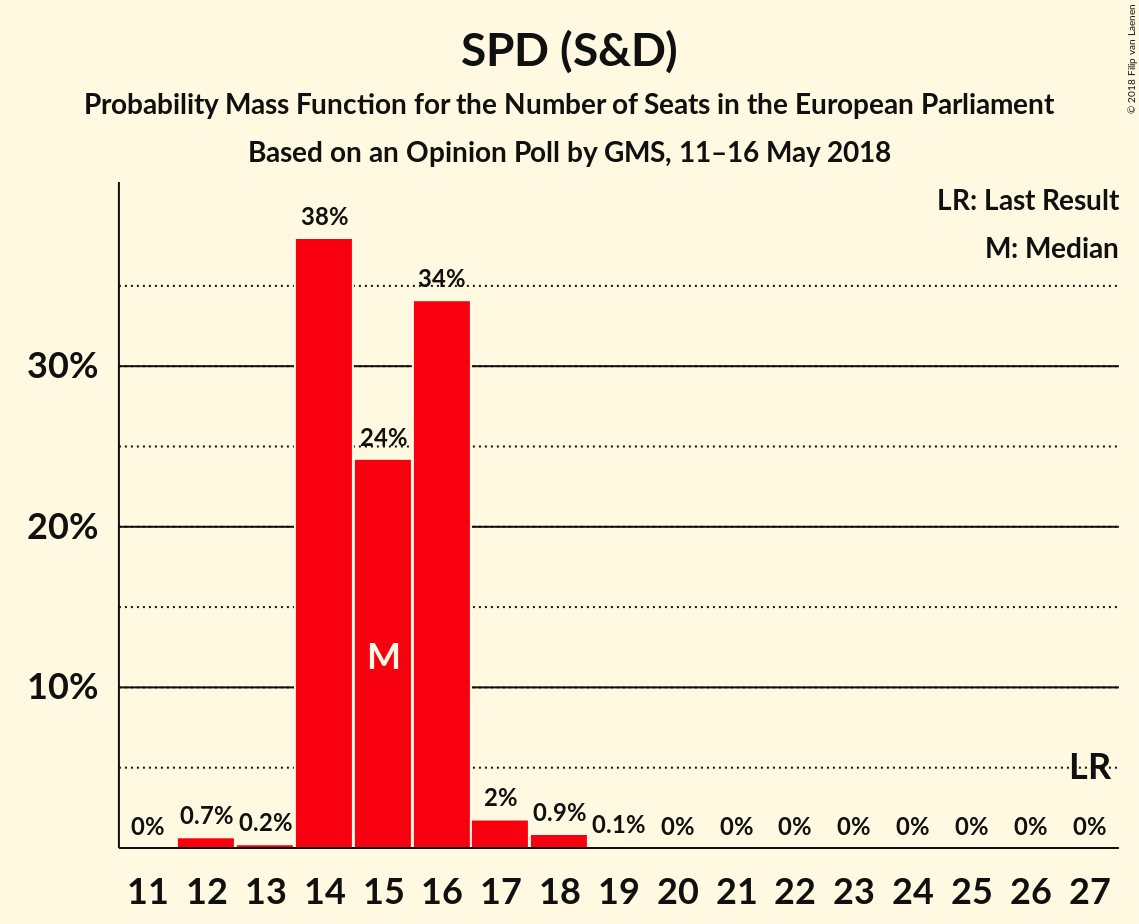 SPD (S&D)
Probability Mass Function for the Number of Seats in the European Parliament
Based on an Opinion Poll by GMS, 11–16 May 2018
© 2018 Filip van Laenen
LR: Last Result
M: Median
38%
34%
30%
24%
20%
M
10%
LR
0% 0.7% 0.2% 2% 0.9% 0.1% 0% 0% 0% 0% 0% 0% 0% 0%
11 12 13 14 15 16 17 18 19 20 21 22 23 24 25 26 27